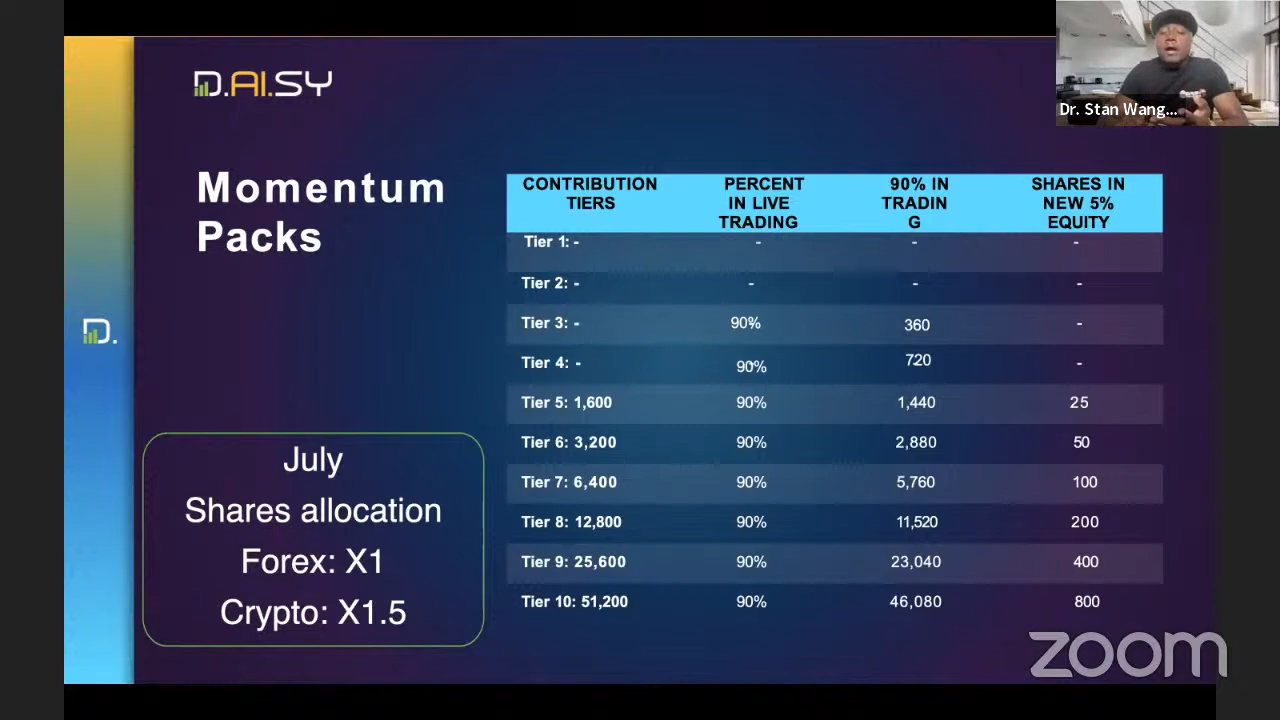 D.AI.SY
Dr. Stan Wang...
Momentum
Packs
CONTRIBUTION TIERS
PERCENT IN LIVE TRADING
90% IN TRADIN G
SHARES IN NEW 5% EQUITY
Tier 1: - - - -
Tier 2: - - - -
Tier 3: - 90% 360 -
Tier 4: - 90% 720 -
Tier 5: 1,600 90% 1,440 25
Tier 6: 3,200 90% 2,880 50
Tier 7: 6,400 90% 5,760 100
Tier 8: 12,800 90% 11,520 200
Tier 9: 25,600 90% 23,040 400
Tier 10: 51,200 90% 46,080 800
D.
July
Shares allocation
Forex: X1
Crypto: X1.5
zoom